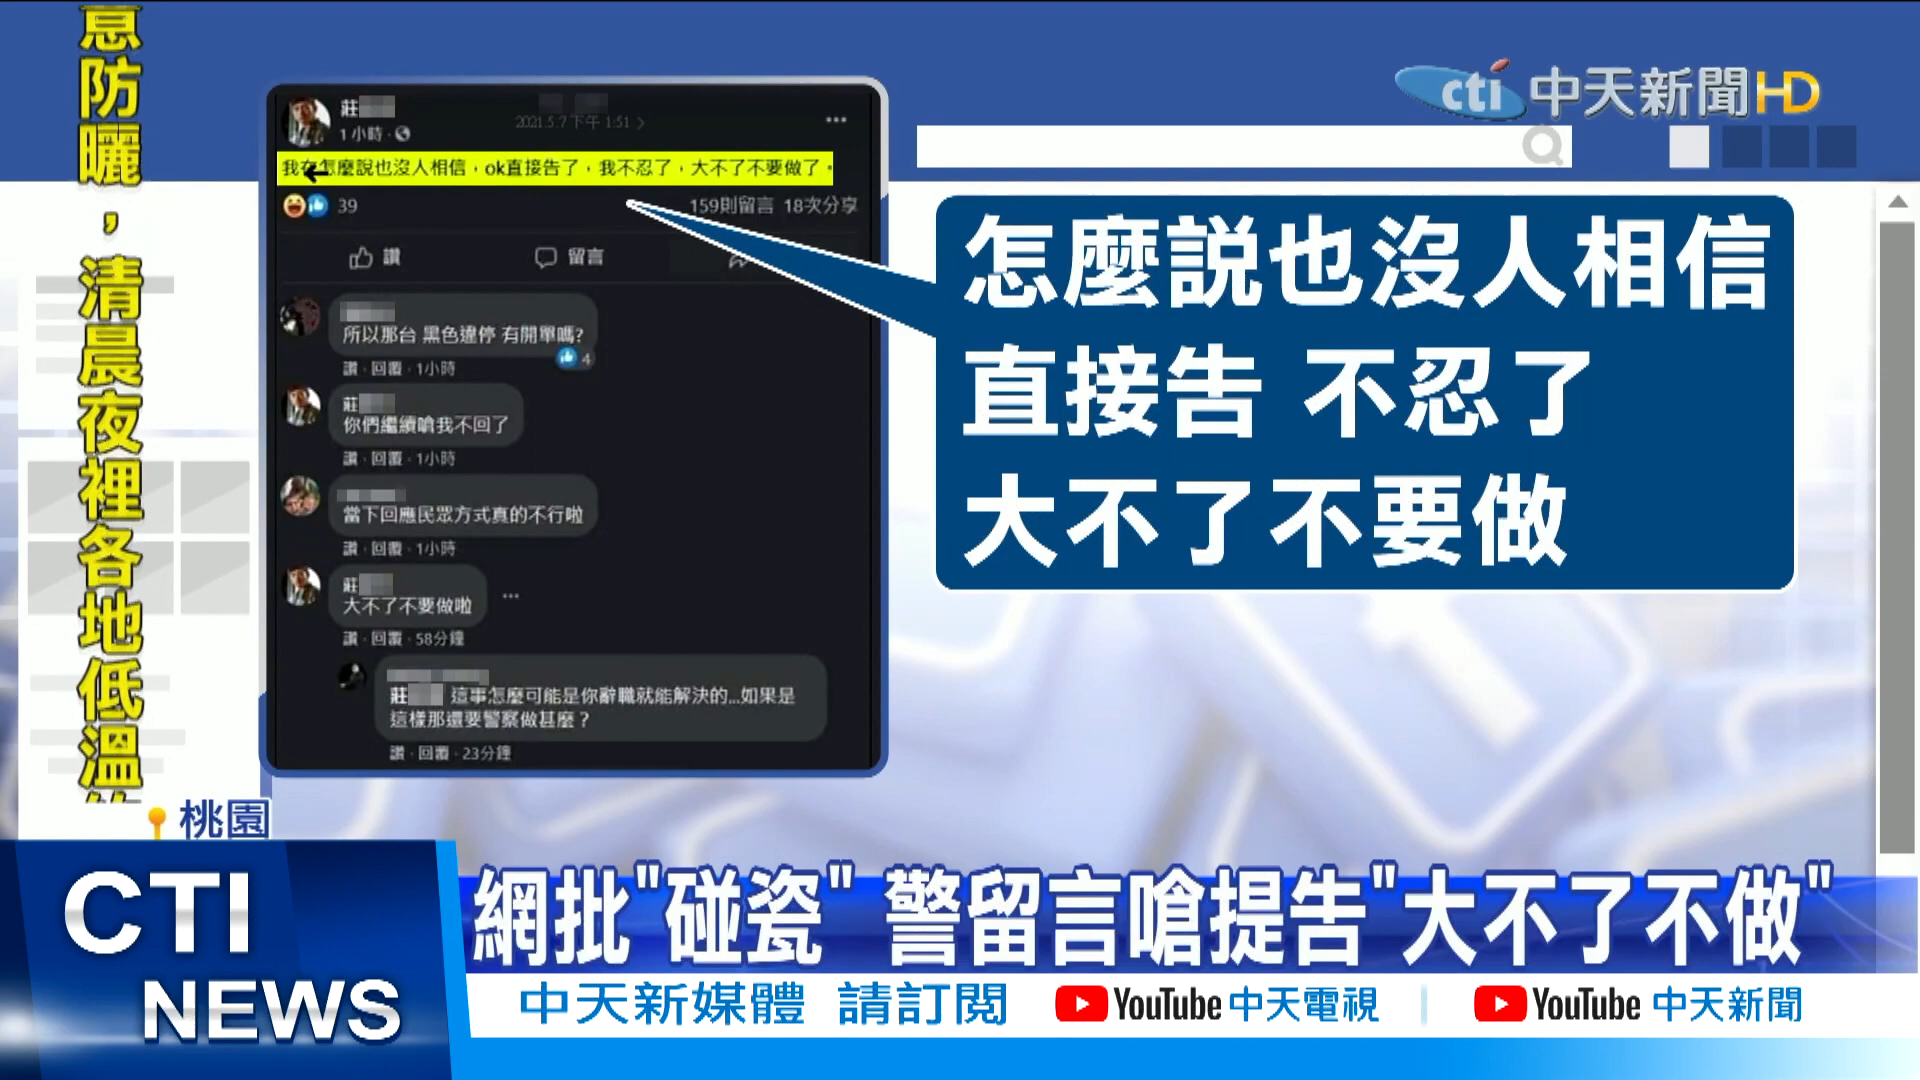 意防曬，清晨夜裡各地低溫
cti 中天新聞HD
莊
1小時
2021.5.7下午 1:51
我在怎麼說也沒人相信，ok直接告了，我不忍了，大不了不要做了。
39
159則留言 18次分享
讚 留言
所以那台 黑色違停 有開單嗎?
4
讚·回覆·1小時
莊
你們繼續嗆我不回了
讚·回覆·1小時
當下回應民眾方式真的不行啦
讚·回覆·1小時
莊
大不了不要做啦
讚·回覆·58分鐘
莊 這事怎麼可能是你辭職就能解決的...如果是
這樣那還要警察做甚麼？
讚·回覆·23分鐘
怎麼説也沒人相信
直接告 不忍了
大不了不要做
桃園
CTI
NEWS
網批"碰瓷" 警留言嗆提告"大不了不做"
中天新媒體 請訂閱 YouTube 中天電視 YouTube 中天新聞